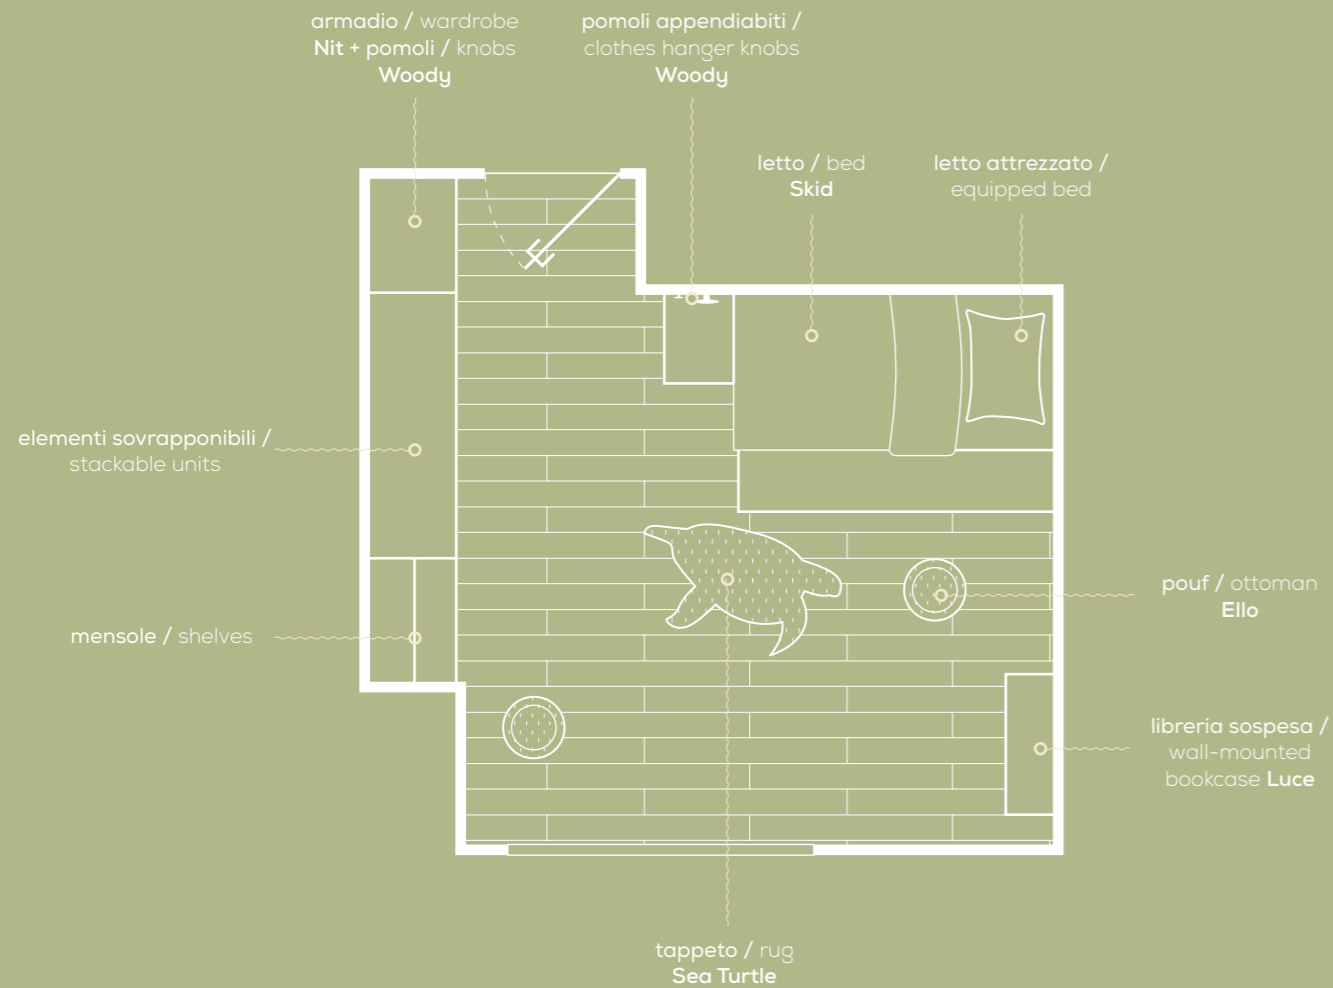 armadio / wardrobe
Nit + pomoli / knobs
Woody
pomoli appendiabiti /
clothes hanger knobs
Woody
letto / bed
Skid
letto attrezzato /
equipped bed
elementi sovrapponibili /
stackable units
mensole / shelves
pouf / ottoman
Ello
libreria sospesa /
wall-mounted
bookcase Luce
tappeto / rug
Sea Turtle